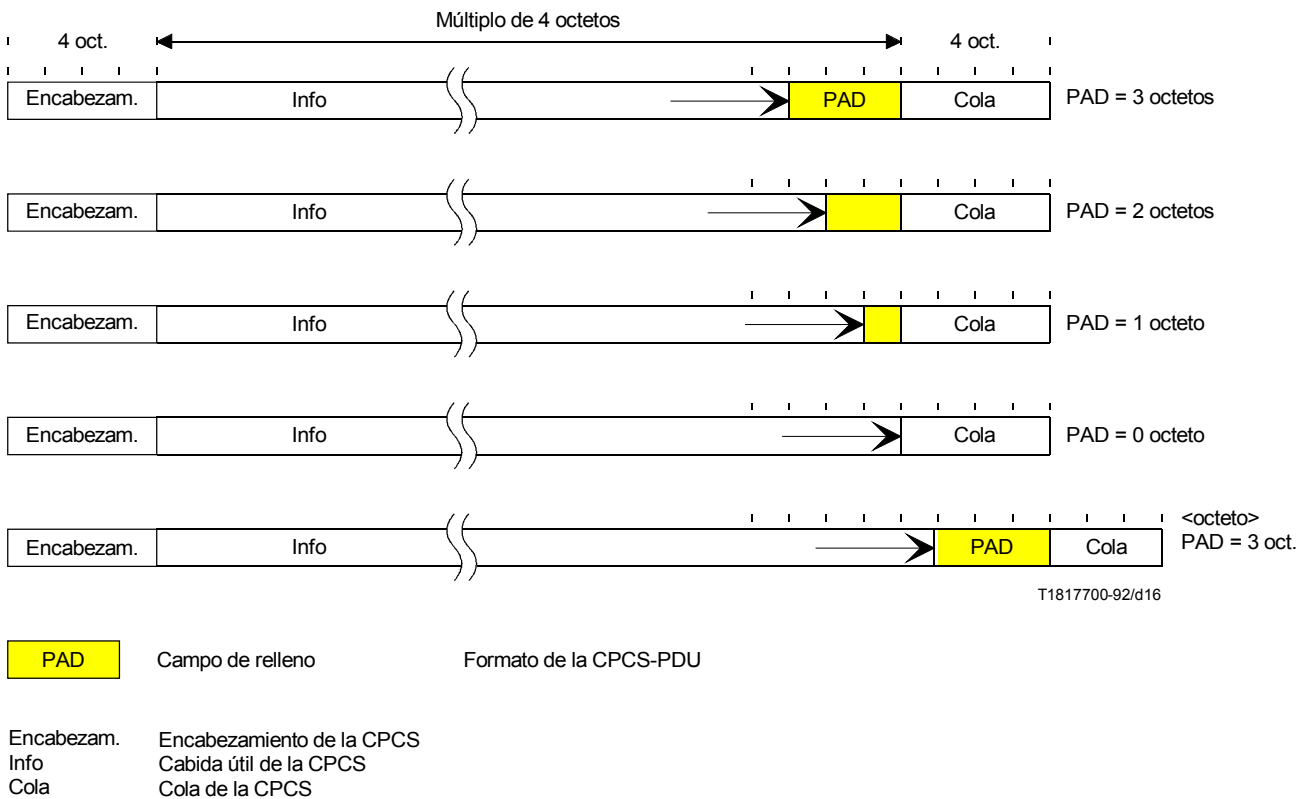 Múltiplo de 4 octetos
4 oct. 4 oct.
Encabezam. Info PAD Cola PAD = 3 octetos
Encabezam. Info Cola PAD = 2 octetos
Encabezam. Info Cola PAD = 1 octeto
Encabezam. Info Cola PAD = 0 octeto
<octeto>
Encabezam. Info PAD Cola PAD = 3 oct.
T1817700-92/d16
PAD Campo de relleno Formato de la CPCS-PDU
Encabezam. Encabezamiento de la CPCS
Info Cabida útil de la CPCS
Cola Cola de la CPCS